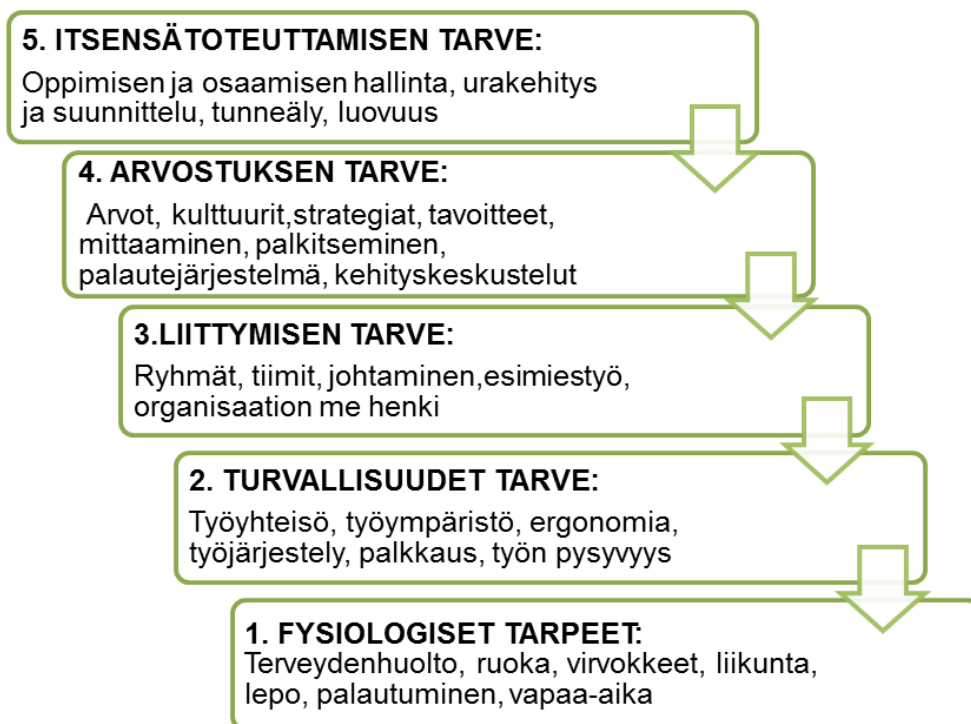 5. ITSENSÄTOTEUTTAMISEN TARVE:
Oppimisen ja osaamisen hallinta, urakehitys
ja suunnittelu, tunneäly, luovuus
4. ARVOSTUKSEN TARVE:
Arvot, kulttuurit,strategiat, tavoitteet,
mittaaminen, palkitseminen,
palautejärjestelmä, kehityskeskustelut
3.LIITTYMISEN TARVE:
Ryhmät, tiimit, johtaminen,esimiestyö,
organisaation me henki
2. TURVALLISUUDET TARVE:
Työyhteisö, työympäristö, ergonomia,
työjärjestely, palkkaus, työn pysyvyys
1. FYSIOLOGISET TARPEET:
Terveydenhuolto, ruoka, virvokkeet, liikunta,
lepo, palautuminen, vapaa-aika